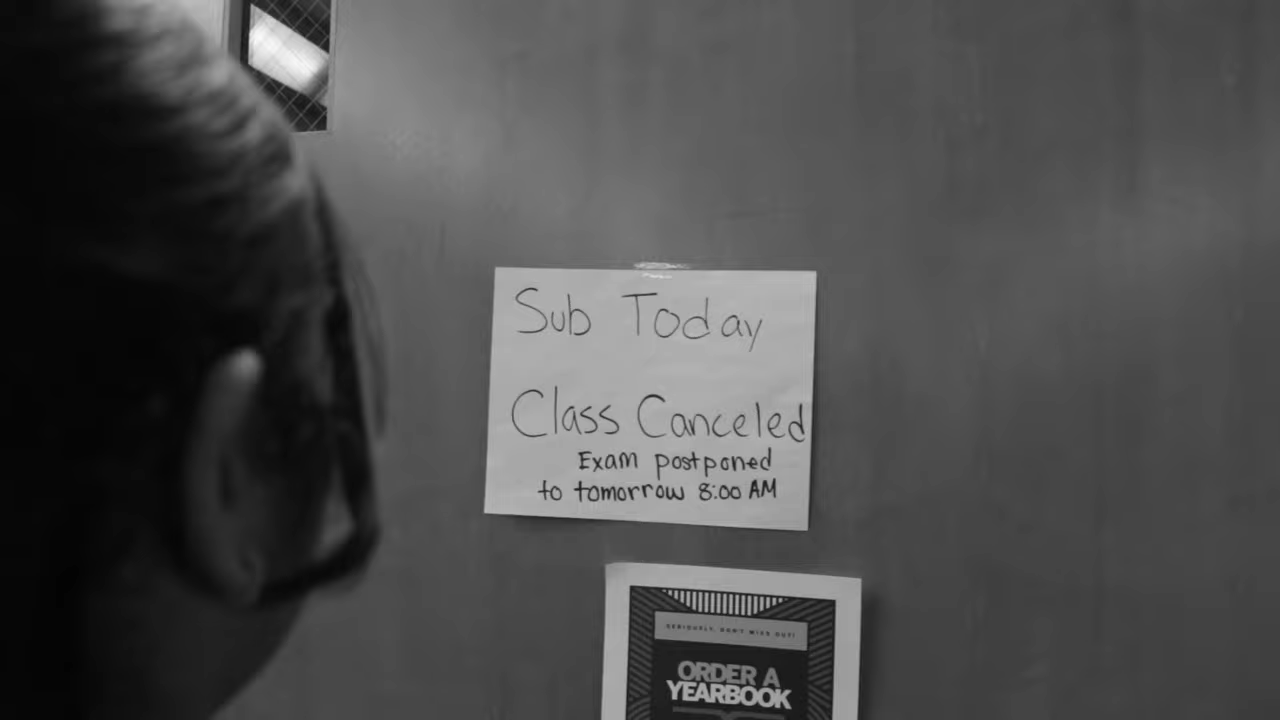 Sub Today
Class Canceled
Exam postponed
to tomorrow 8:00 AM
SERIOUSLY, DON'T MISS OUT!
ORDER A
YEARBOOK